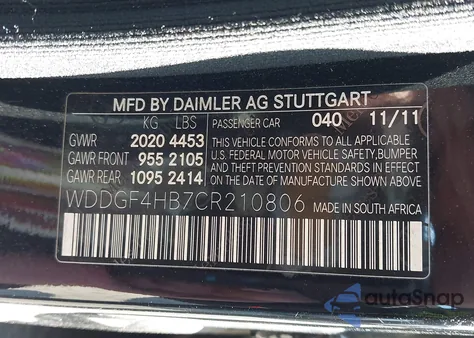 MFD BY DAIMLER AG STUTTGART
KG LBS PASSENGER CAR 040 11/11
GVWR 2020 4453 THIS VEHICLE CONFORMS TO ALL APPLICABLE
GAWR FRONT 955 2105 U.S. FEDERAL MOTOR VEHICLE SAFETY,BUMPER
GAWR REAR 1095 2414 AND THEFT PREVENTION STANDARDS IN EFFECT
ON THE DATE OF MANUFACTURE SHOWN ABOVE.
WDDGF4HB7CR210806 MADE IN SOUTH AFRICA
autoSnap